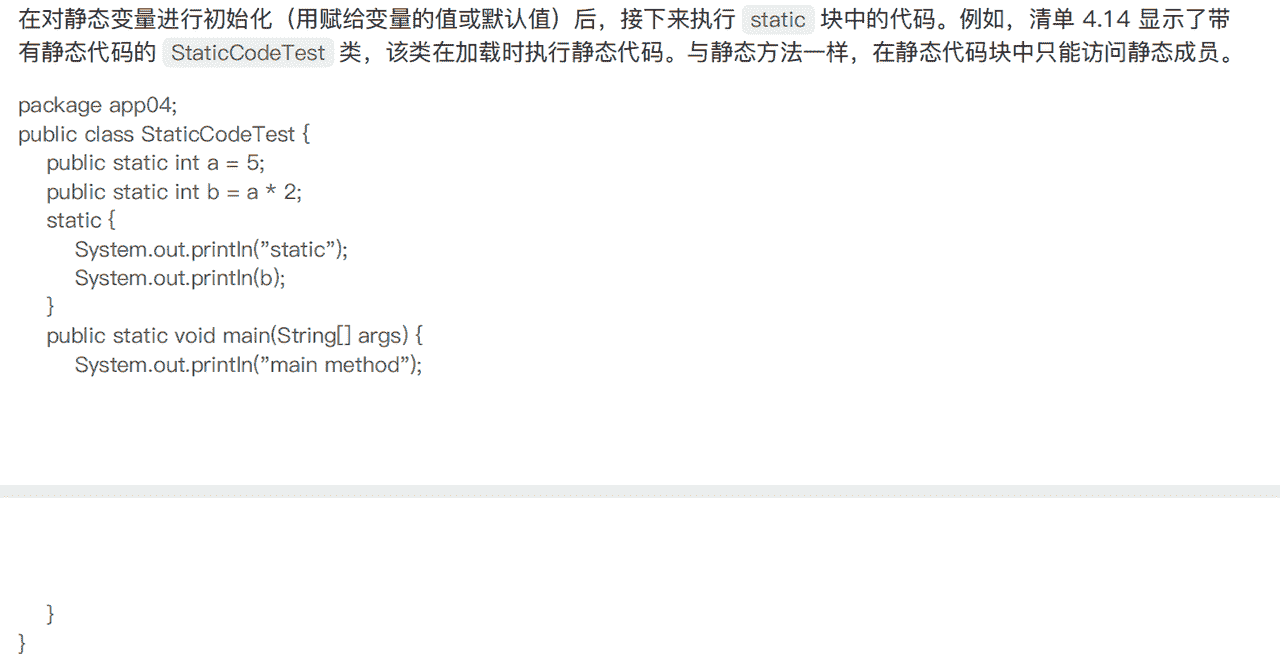 在对静态变量进行初始化（用赋给变量的值或默认值）后，接下来执行 static 块中的代码。例如，清单 4.14 显示了带
有静态代码的 StaticCodeTest 类，该类在加载时执行静态代码。与静态方法一样，在静态代码块中只能访问静态成员。
package app04;
public class StaticCodeTest {
public static int a = 5;
public static int b = a * 2;
static {
System.out.println(”static”);
System.out.println(b);
}
public static void main(String[] args) {
System.out.println(”main method”);
}
}